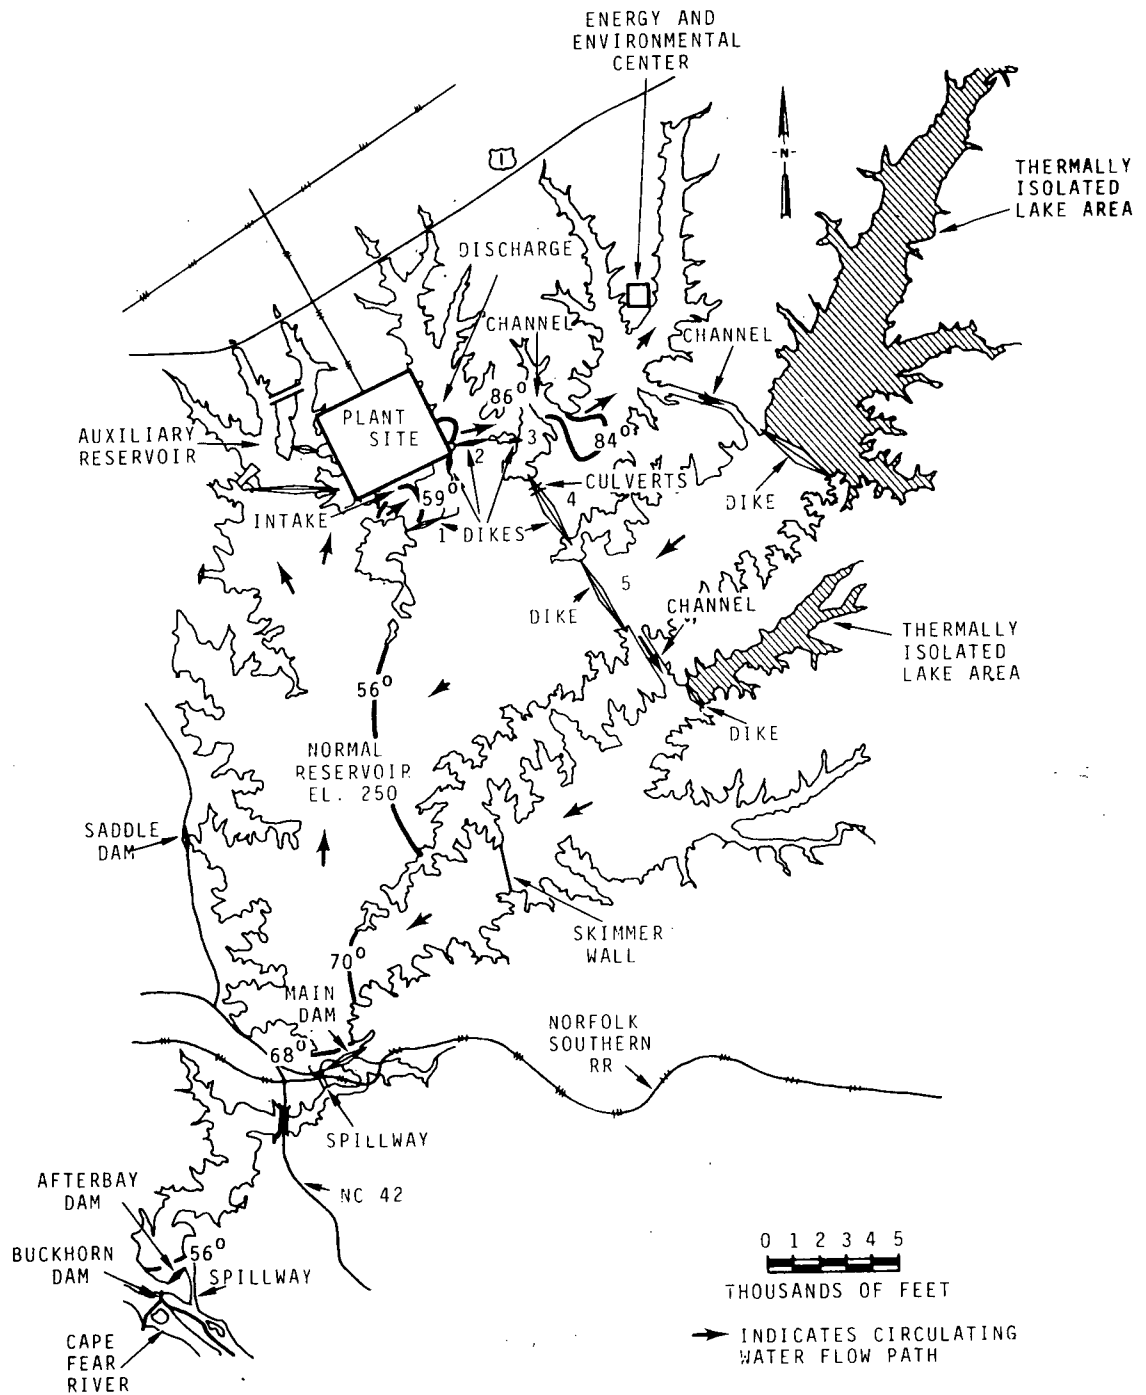 ENERGY AND
ENVIRONMENTAL
CENTER
1
-N-
THERMALLY
ISOLATED
LAKE AREA
DISCHARGE
CHANNEL
CHANNEL
86°
PLANT
SITE
AUXILIARY
RESERVOIR
2
3
84°
CULVERTS
4
DIKE
59°
INTAKE
1
DIKES
5
DIKE
CHANNEL
THERMALLY
ISOLATED
LAKE AREA
56°
DIKE
NORMAL
RESERVOIR
EL. 250
SADDLE
DAM
SKIMMER
WALL
70°
MAIN
DAM
68°
NORFOLK
SOUTHERN
RR
SPILLWAY
AFTERBAY
DAM
NC 42
BUCKHORN
DAM
56°
SPILLWAY
CAPE
FEAR
RIVER
0 1 2 3 4 5
THOUSANDS OF FEET
INDICATES CIRCULATING
WATER FLOW PATH